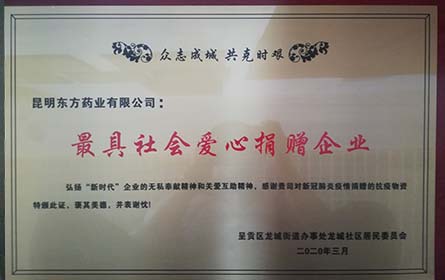 众志成城 共克时艰
昆明东方药业有限公司：
最具社会爱心捐赠企业
弘扬“新时代”企业的无私奉献精神和关爱互助精神，感谢贵司对新冠肺炎疫情捐赠的抗疫物资
特颁此证、褒其美德，并表谢忱！
呈贡区龙城街道办事处龙城社区居民委员会
二〇二〇年三月